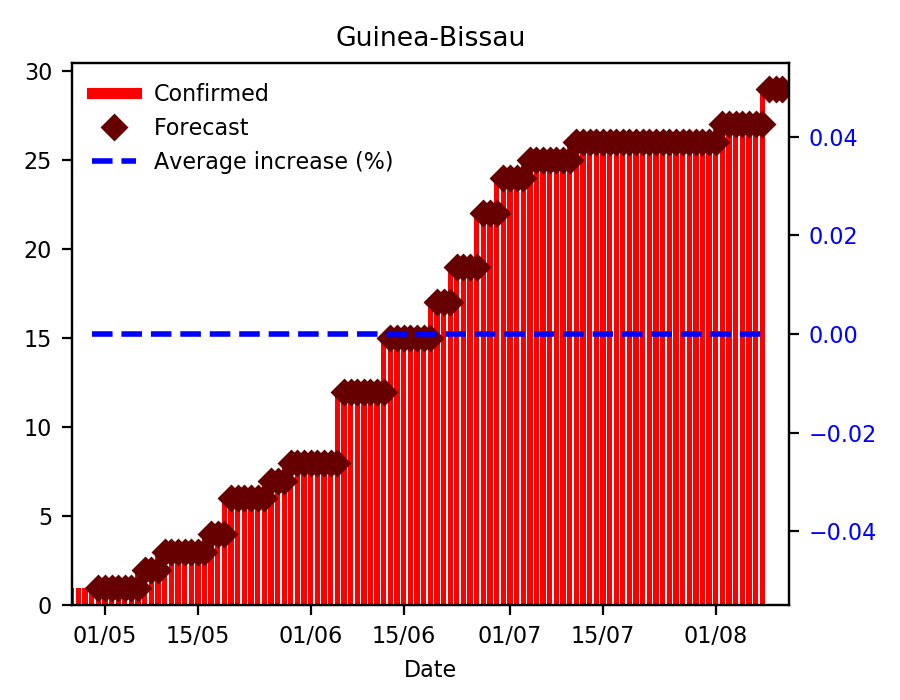 Guinea-Bissau
30
25
20
15
10
5
0
Confirmed
Forecast
Average increase (%)
0.04
0.02
0.00
−0.02
−0.04
01/05 15/05 01/06 15/06 01/07 15/07 01/08
Date